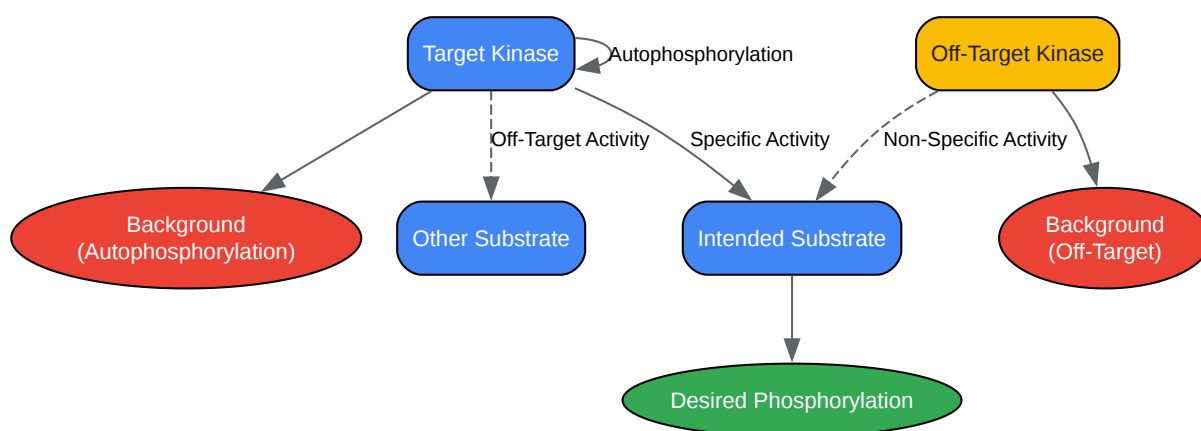 Target Kinase
Autophosphorylation
Off-Target Kinase
Off-Target Activity
Specific Activity
Non-Specific Activity
Background
(Autophosphorylation)
Other Substrate
Intended Substrate
Background
(Off-Target)
Desired Phosphorylation